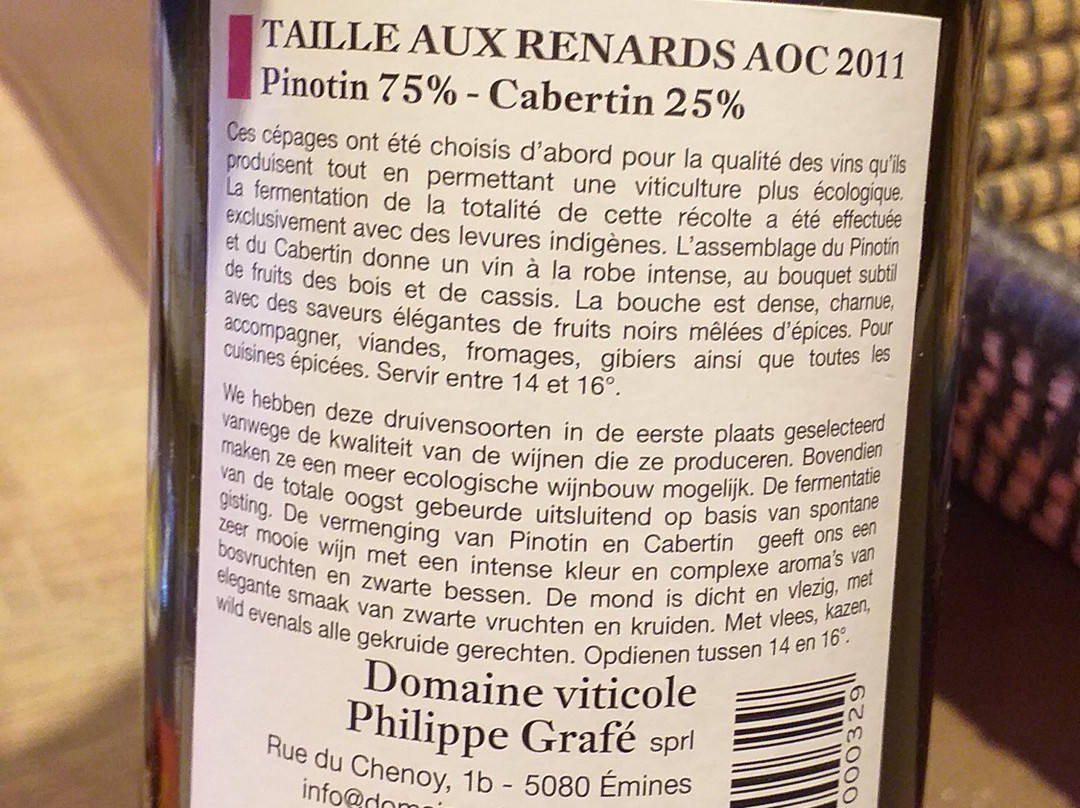 TAILLE AUX RENARDS AOC 2011
Pinotin 75% - Cabertin 25%
Ces cépages ont été choisis d'abord pour la qualité des vins qu'ils
produisent tout en permettant une viticulture plus écologique.
La fermentation de la totalité de cette récolte a été effectuée
exclusivement avec des levures indigènes. L'assemblage du Pinotin
et du Cabertin donne un vin à la robe intense, au bouquet subtil
de fruits des bois et de cassis. La bouche est dense, charnue,
avec des saveurs élégantes de fruits noirs mêlées d'épices. Pour
accompagner, viandes, fromages, gibiers ainsi que toutes les
cuisines épicées. Servir entre 14 et 16°.
We hebben deze druivensoorten in de eerste plaats geselecteerd
vanwege de kwaliteit van de wijnen die ze produceren. Bovendien
maken ze een meer ecologische wijnbouw mogelijk. De fermentatie
van de totale oogst gebeurde uitsluitend op basis van spontane
gisting. De vermenging van Pinotin en Cabertin geeft ons een
zeer mooie wijn met een intense kleur en complexe aroma's van
bosvruchten en zwarte bessen. De mond is dicht en vlezig, met
elegante smaak van zwarte vruchten en kruiden. Met vlees, kazen,
wild evenals alle gekruide gerechten. Opdienen tussen 14 en 16°.
Domaine viticole
Philippe Grafé sprl
Rue du Chenoy, 1b - 5080 Émines
000329